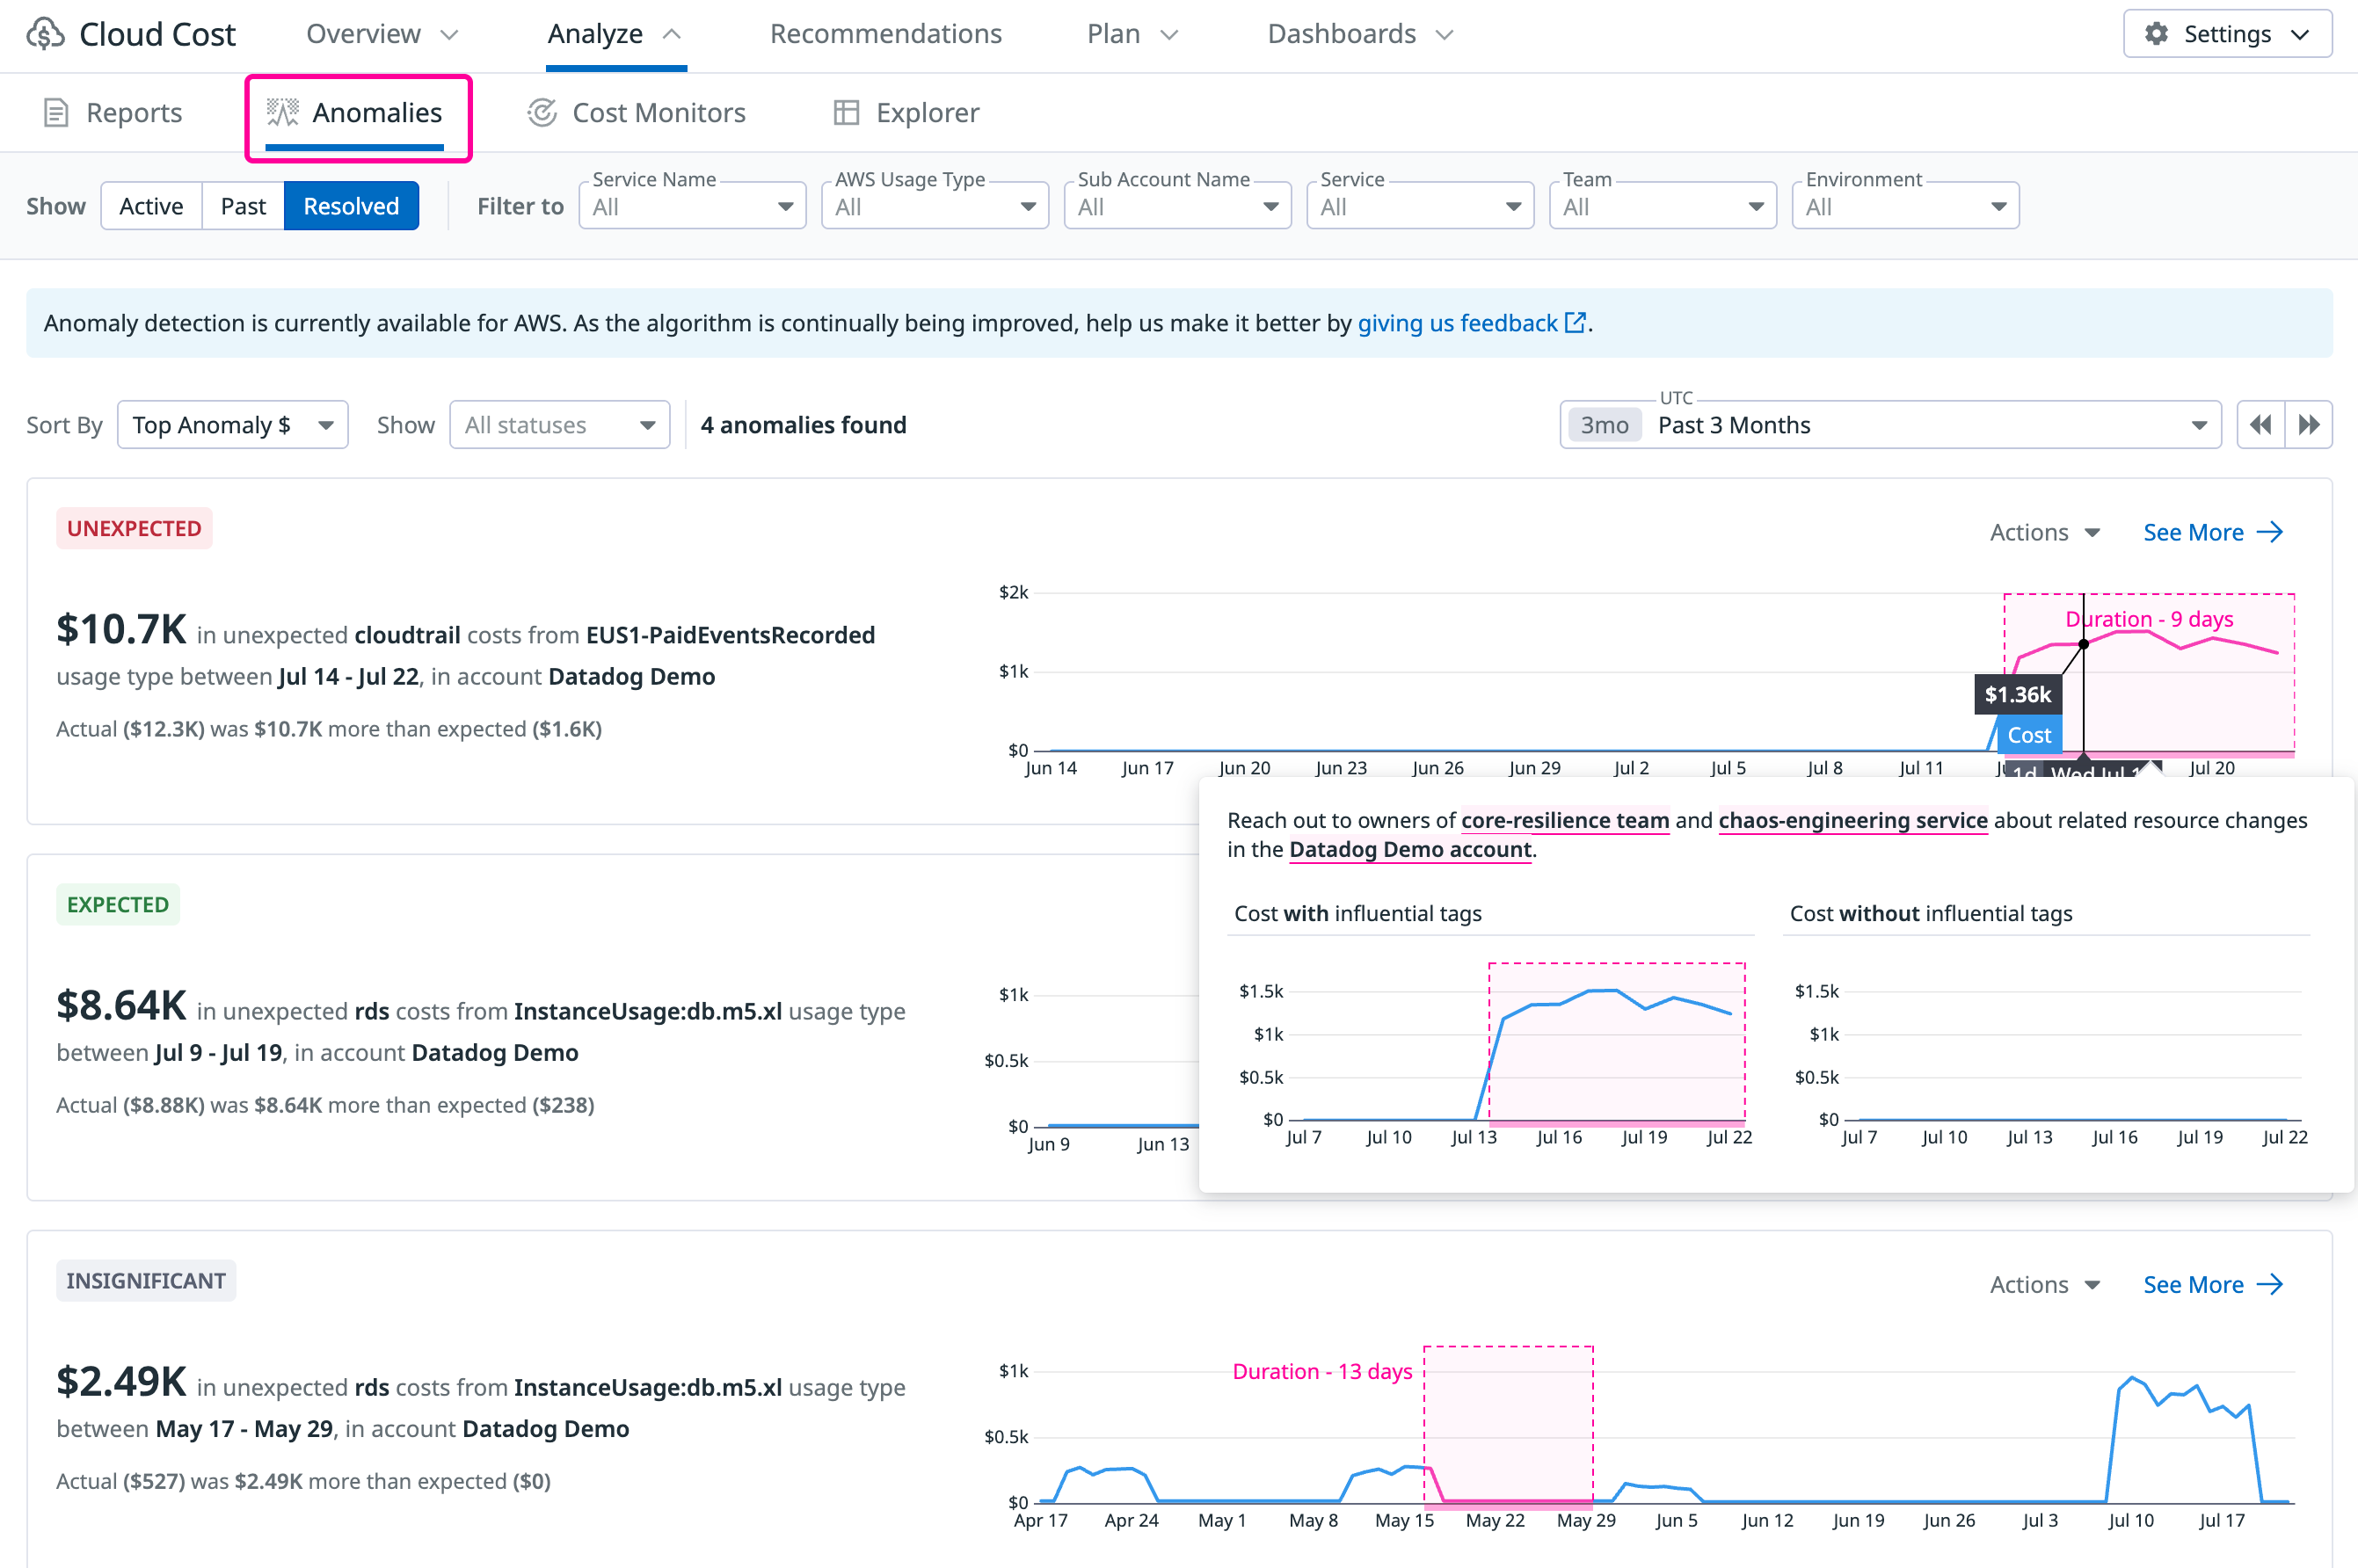 Cloud Cost Overview Analyze Recommendations Plan Dashboards Settings
Reports Anomalies Cost Monitors Explorer
Show Active Past Resolved Filter to
Service Name All
AWS Usage Type All
Sub Account Name All
Service All
Team All
Environment All
Anomaly detection is currently available for AWS. As the algorithm is continually being improved, help us make it better by giving us feedback.
Sort By Top Anomaly $ Show All statuses 4 anomalies found
UTC
3mo Past 3 Months
UNEXPECTED
Actions See More
$10.7K in unexpected cloudtrail costs from EUS1-PaidEventsRecorded
usage type between Jul 14 - Jul 22, in account Datadog Demo
Actual ($12.3K) was $10.7K more than expected ($1.6K)
$2k
$1k
$0
Duration - 9 days
$1.36k
Cost
Jun 14 Jun 17 Jun 20 Jun 23 Jun 26 Jun 29 Jul 2 Jul 5 Jul 8 Jul 11 Jul 20
1d Wed Jul
Reach out to owners of core-resilience team and chaos-engineering service about related resource changes
in the Datadog Demo account.
Cost with influential tags
$1.5k
$1k
$0.5k
$0
Jul 7 Jul 10 Jul 13 Jul 16 Jul 19 Jul 22
Cost without influential tags
$1.5k
$1k
$0.5k
$0
Jul 7 Jul 10 Jul 13 Jul 16 Jul 19 Jul 22
EXPECTED
$8.64K in unexpected rds costs from InstanceUsage:db.m5.xl usage type
between Jul 9 - Jul 19, in account Datadog Demo
Actual ($8.88K) was $8.64K more than expected ($238)
$1k
$0.5k
$0
Jun 9 Jun 13
INSIGNIFICANT
Actions See More
$2.49K in unexpected rds costs from InstanceUsage:db.m5.xl usage type
between May 17 - May 29, in account Datadog Demo
Actual ($527) was $2.49K more than expected ($0)
Duration - 13 days
$1k
$0.5k
$0
Apr 17 Apr 24 May 1 May 8 May 15 May 22 May 29 Jun 5 Jun 12 Jun 19 Jun 26 Jul 3 Jul 10 Jul 17